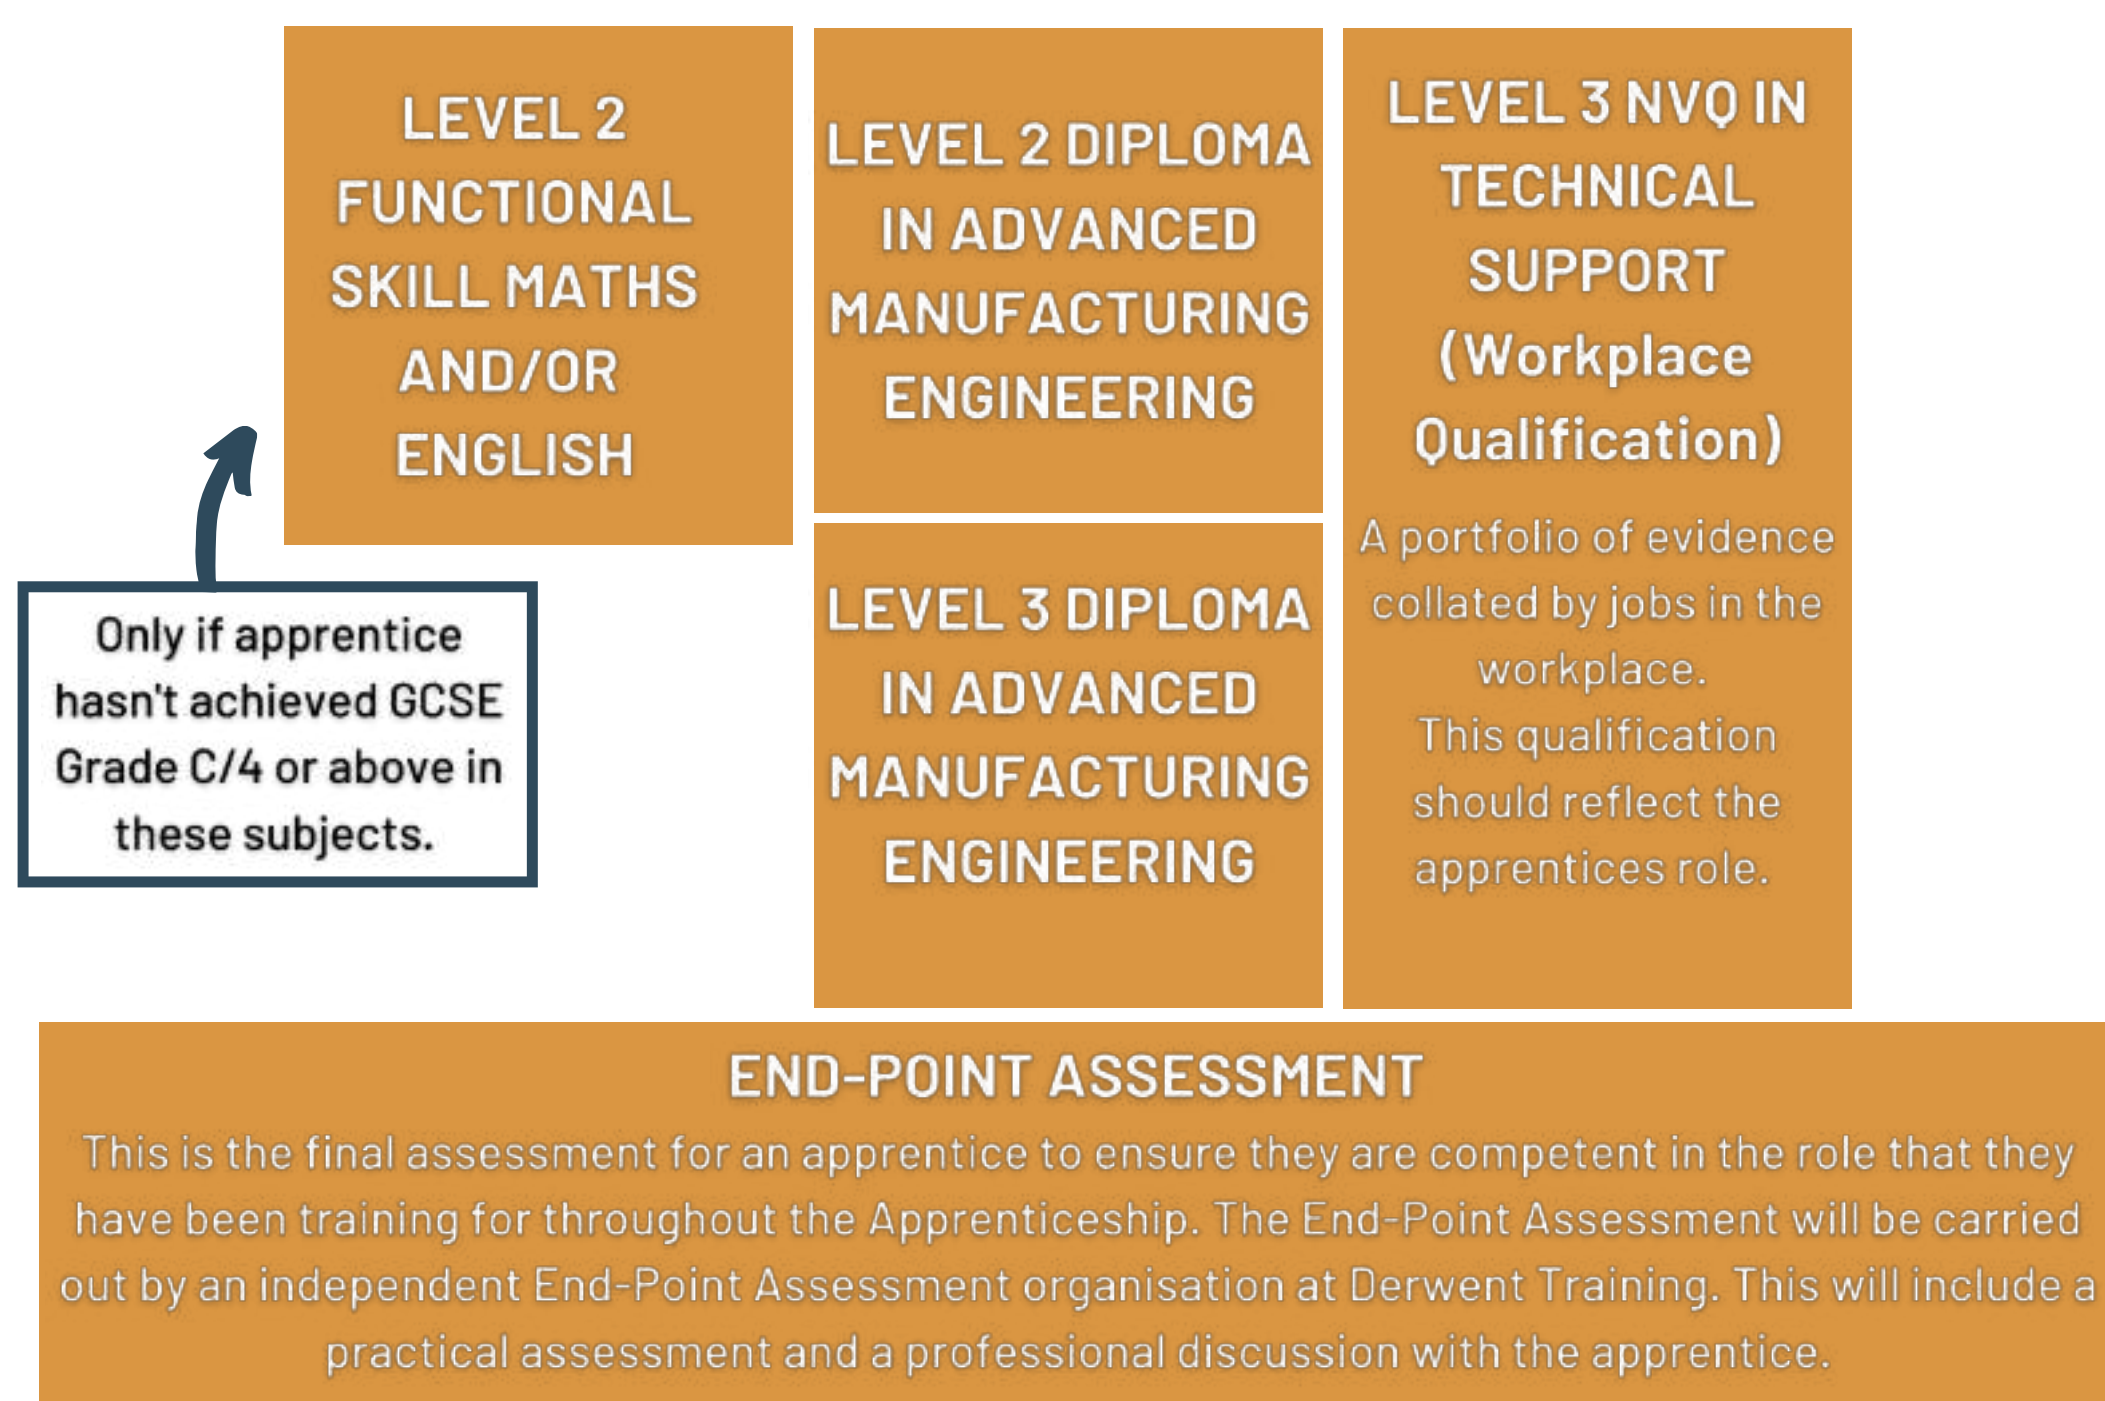 LEVEL 2
FUNCTIONAL
SKILL MATHS
AND/OR
ENGLISH
Only if apprentice
hasn't achieved GCSE
Grade C/4 or above in
these subjects.
LEVEL 2 DIPLOMA
IN ADVANCED
MANUFACTURING
ENGINEERING
LEVEL 3 DIPLOMA
IN ADVANCED
MANUFACTURING
ENGINEERING
LEVEL 3 NVQ IN
TECHNICAL
SUPPORT
(Workplace
Qualification)
A portfolio of evidence
collated by jobs in the
workplace.
This qualification
should reflect the
apprentices role.
END-POINT ASSESSMENT
This is the final assessment for an apprentice to ensure they are competent in the role that they
have been training for throughout the Apprenticeship. The End-Point Assessment will be carried
out by an independent End-Point Assessment organisation at Derwent Training. This will include a
practical assessment and a professional discussion with the apprentice.